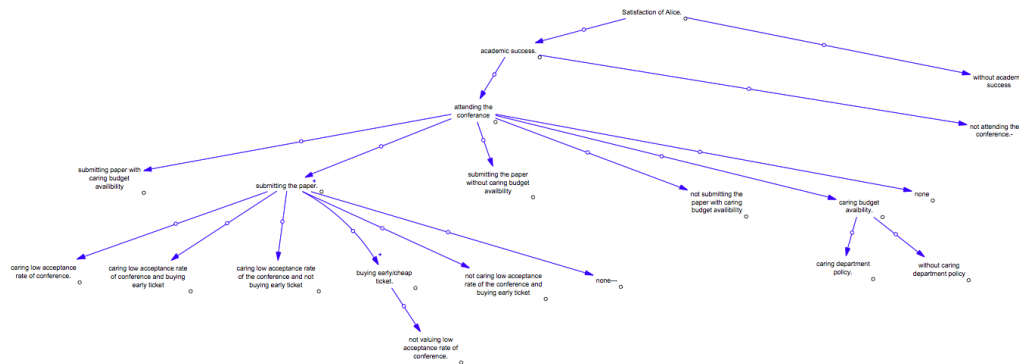 Satisfaction of Alice.
academic success.
without academ
success
attending the
conferance
not attending the
conference.-
submitting paper with
caring budget
availibility
submitting the paper.
submitting the paper
without caring budget
avaibility
not submitting the
paper with caring
budget availibility
caring budget
avaibility.
none
caring low acceptance
rate of conference.
caring low acceptance rate
of conference and buying
early ticket
caring low acceptance rate
of the conference and not
buying early ticket
buying early/cheap
ticket.
not caring low acceptance
rate of the conference and
buying early ticket
none---
caring department
policy.
without caring
department policy
not valuing low
acceptance rate of
conference.